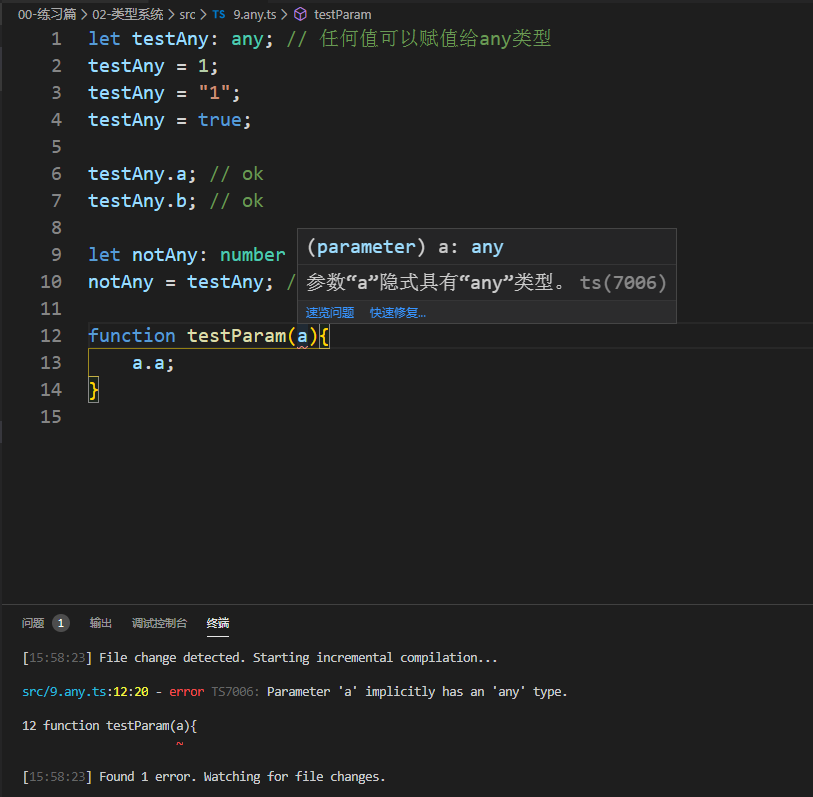 00-练习篇 > 02-类型系统 > src > TS 9.any.ts > testParam
1 let testAny: any; // 任何值可以赋值给any类型
2 testAny = 1;
3 testAny = "1";
4 testAny = true;
5
6 testAny.a; // ok
7 testAny.b; // ok
8
(parameter) a: any
9 let notAny: number
参数“a”隐式具有“any”类型。 ts(7006)
10 notAny = testAny; /
速览问题 快速修复...
11
12 function testParam(a){
13 a.a;
14 }
15
问题 1 输出 调试控制台 终端
[15:58:23] File change detected. Starting incremental compilation...
src/9.any.ts:12:20 - error TS7006: Parameter 'a' implicitly has an 'any' type.
12 function testParam(a){
~
[15:58:23] Found 1 error. Watching for file changes.